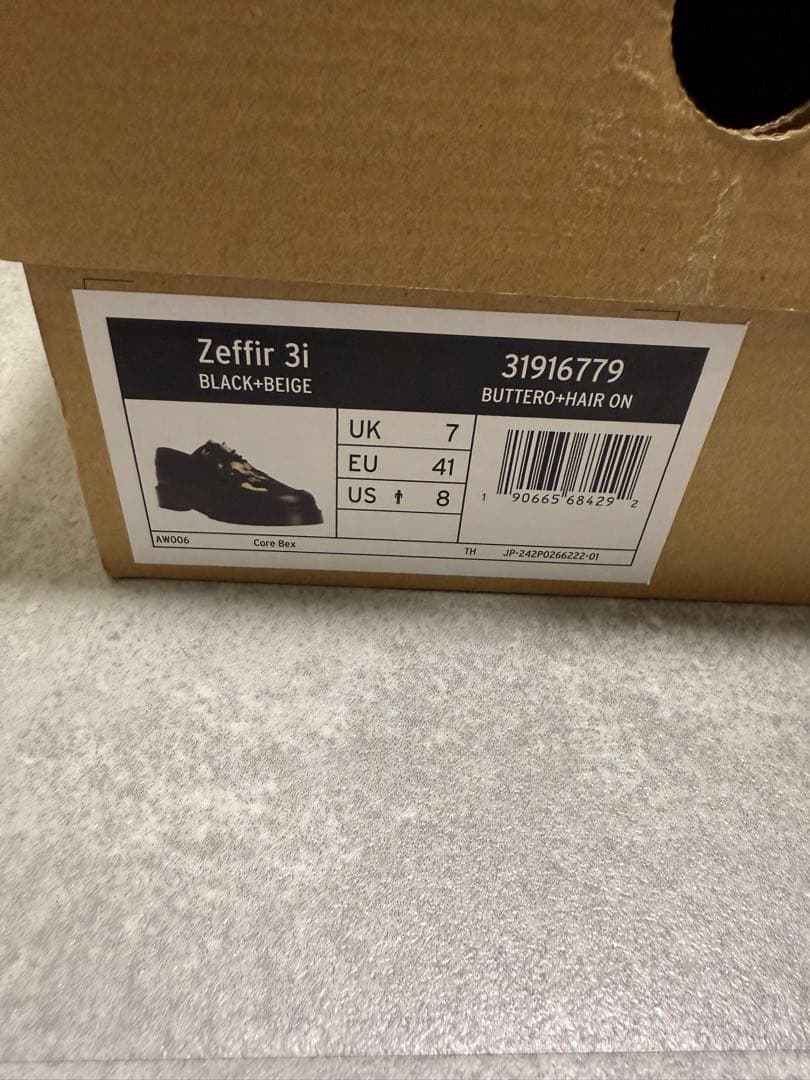 Zeffir 3i
BLACK+BEIGE
31916779
BUTTERO+HAIR ON
UK 7
EU 41
US 8
1 90665 68429 2
AW006 Core Bex
TH JP-242P0266222-01